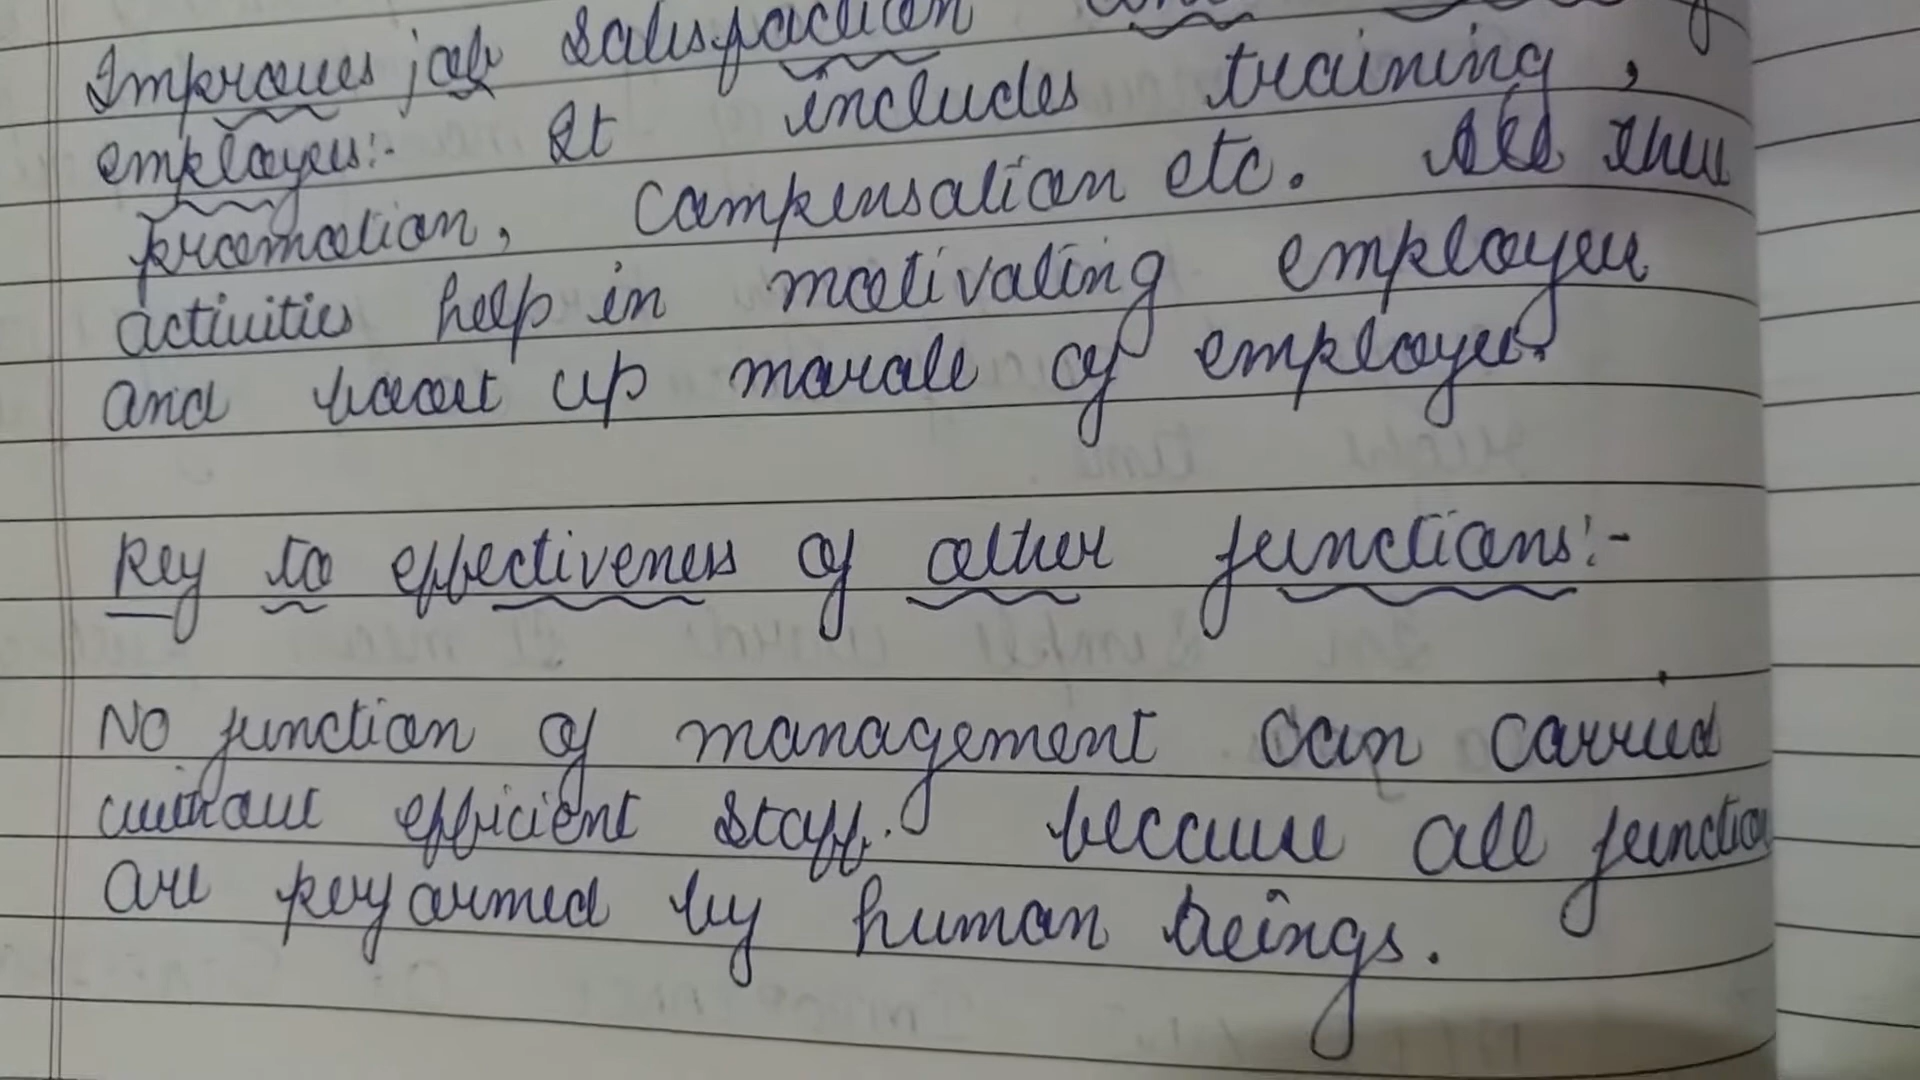 Improves job satisfaction and
employees:- It includes training,
promotion, compensation etc. All these
activities help in motivating employees
and boost up morale of employees.
Key to effectiveness of other functions:-
No function of management can carried
without efficient staff. because all function
are performed by human beings.